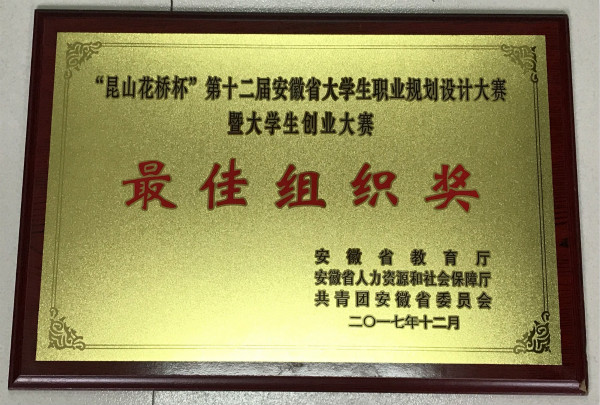 “昆山花桥杯”第十二届安徽省大学生职业规划设计大赛
暨大学生创业大赛
最佳组织奖
安徽省教育厅
安徽省人力资源和社会保障厅
共青团安徽省委员会
二〇一七年十二月